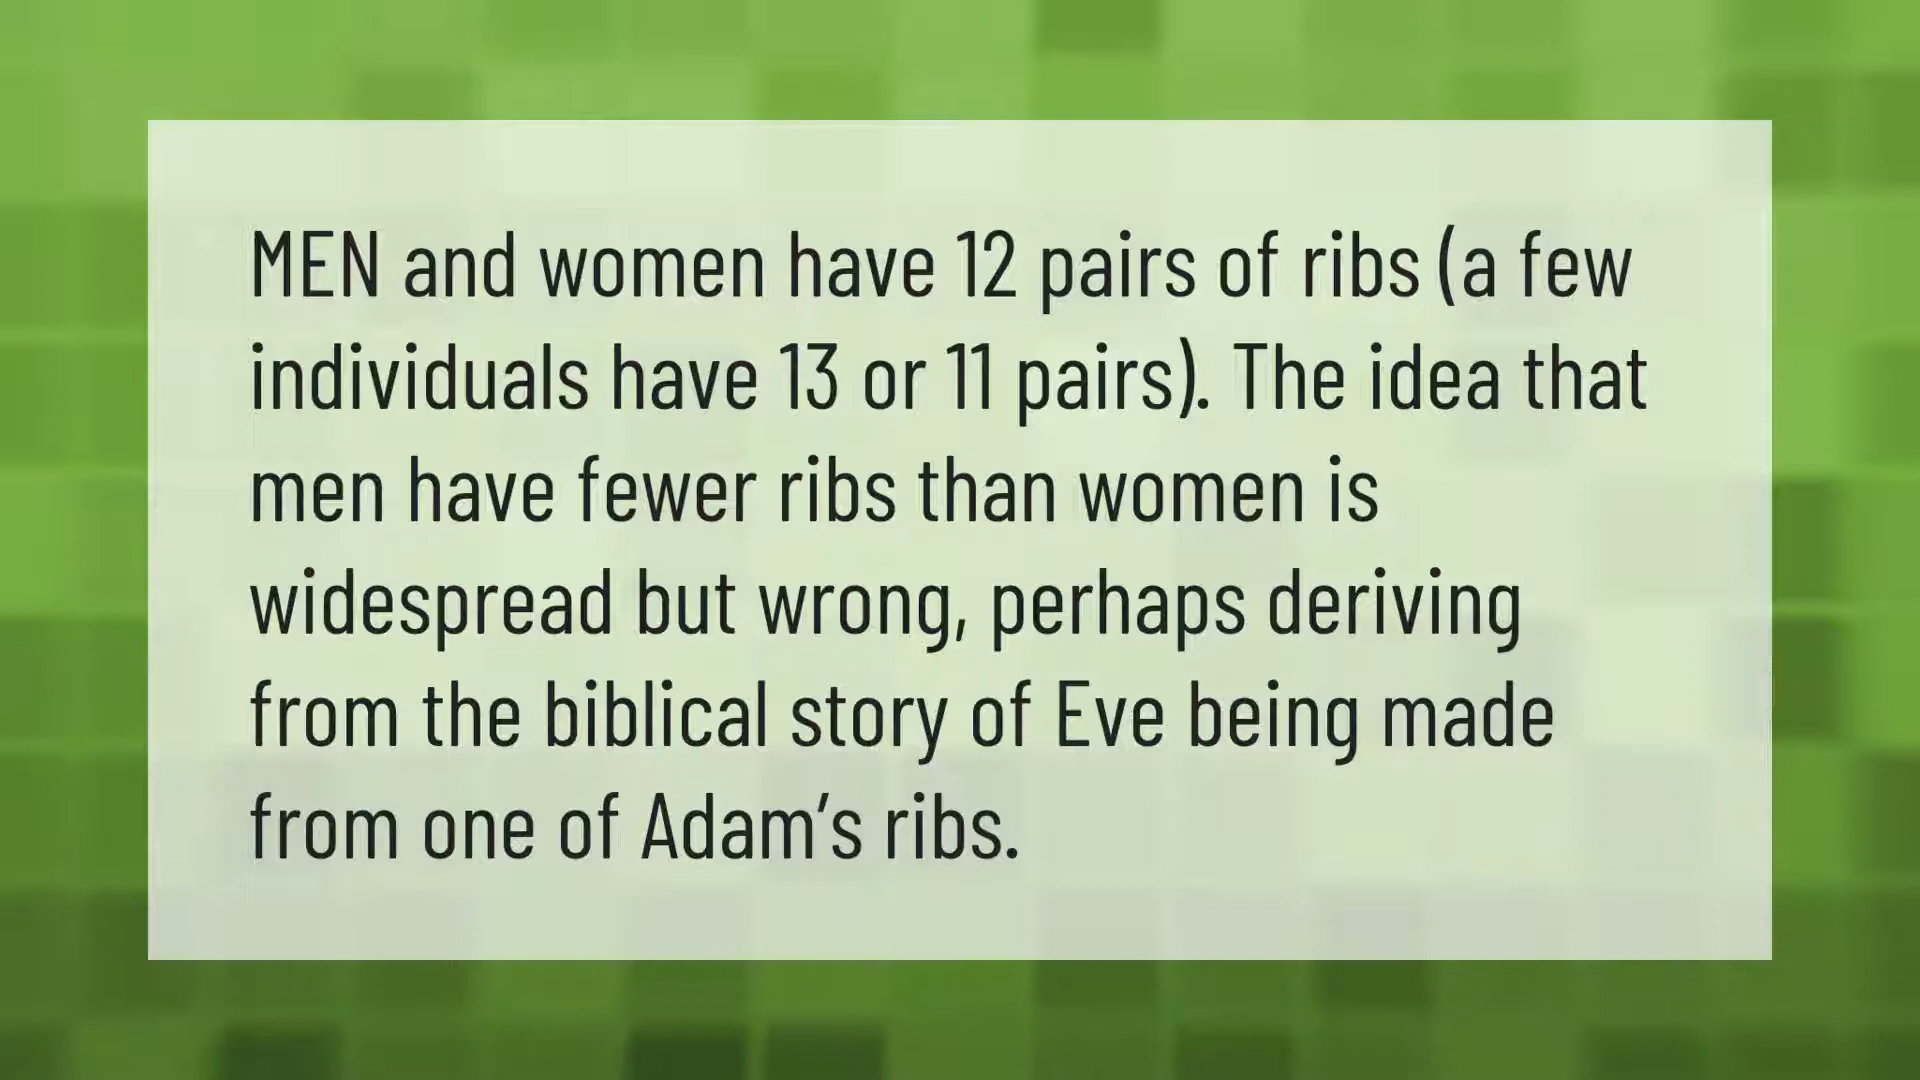 MEN and women have 12 pairs of ribs (a few
individuals have 13 or 11 pairs). The idea that
men have fewer ribs than women is
widespread but wrong, perhaps deriving
from the biblical story of Eve being made
from one of Adam’s ribs.